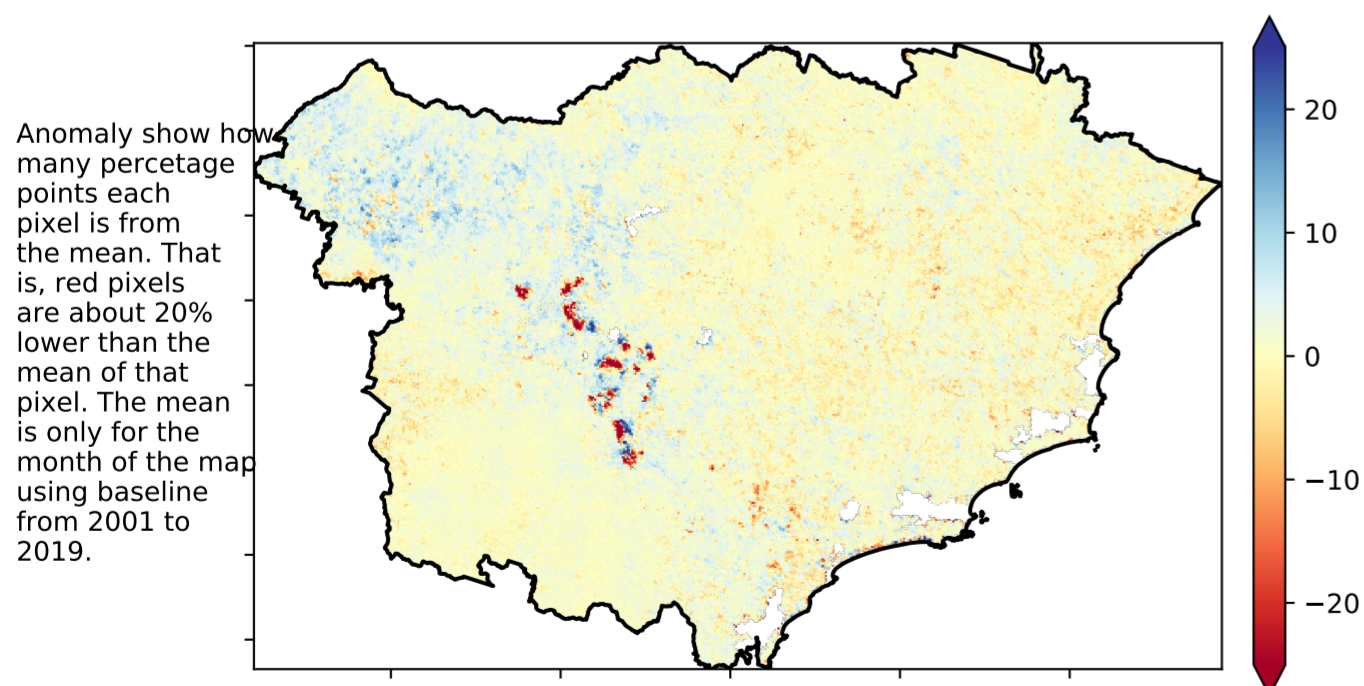 Anomaly show how
many percetage
points each
pixel is from
the mean. That
is, red pixels
are about 20%
lower than the
mean of that
pixel. The mean
is only for the
month of the map
using baseline
from 2001 to
2019.
20
10
0
−10
−20